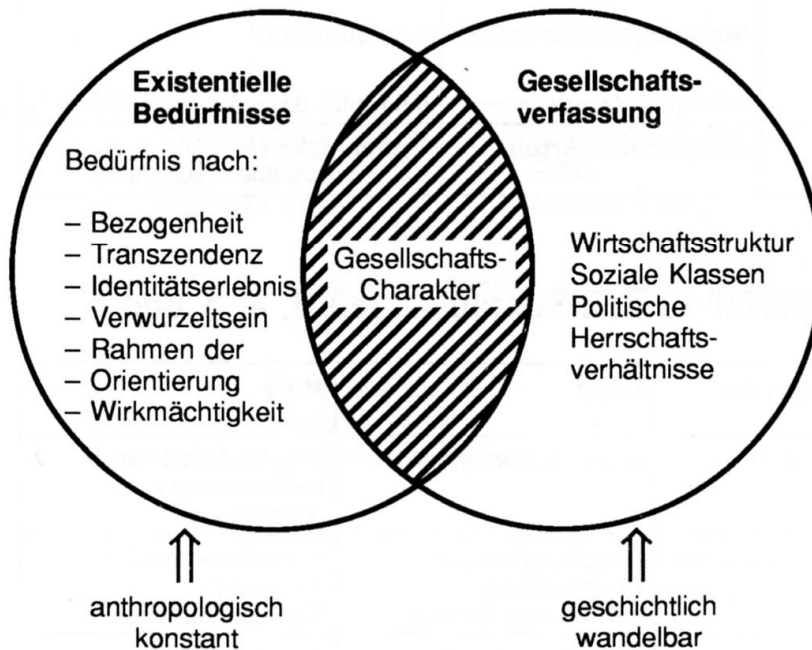 Existentielle
Bedürfnisse
Bedürfnis nach:
– Bezogenheit
– Transzendenz
– Identitätserlebnis
– Verwurzeltsein
– Rahmen der
– Orientierung
– Wirkmächtigkeit
Gesellschafts-
Charakter
Gesellschafts-
verfassung
Wirtschaftsstruktur
Soziale Klassen
Politische
Herrschafts-
verhältnisse
anthropologisch
konstant
geschichtlich
wandelbar